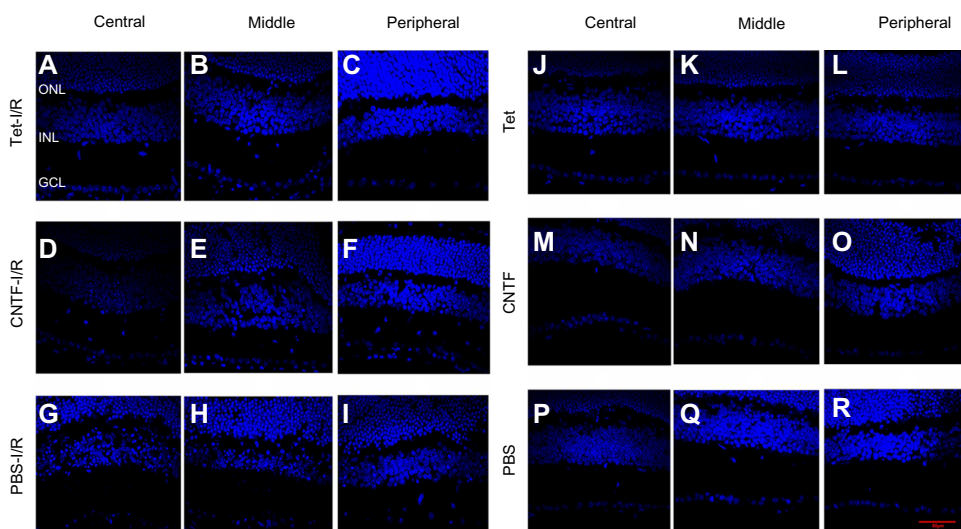 Central Middle Peripheral Central Middle Peripheral
Tet-I/R
A B C
ONL
INL
GCL
Tet
J K L
CNTF-I/R
D E F
CNTF
M N O
PBS-I/R
G H I
PBS
P Q R